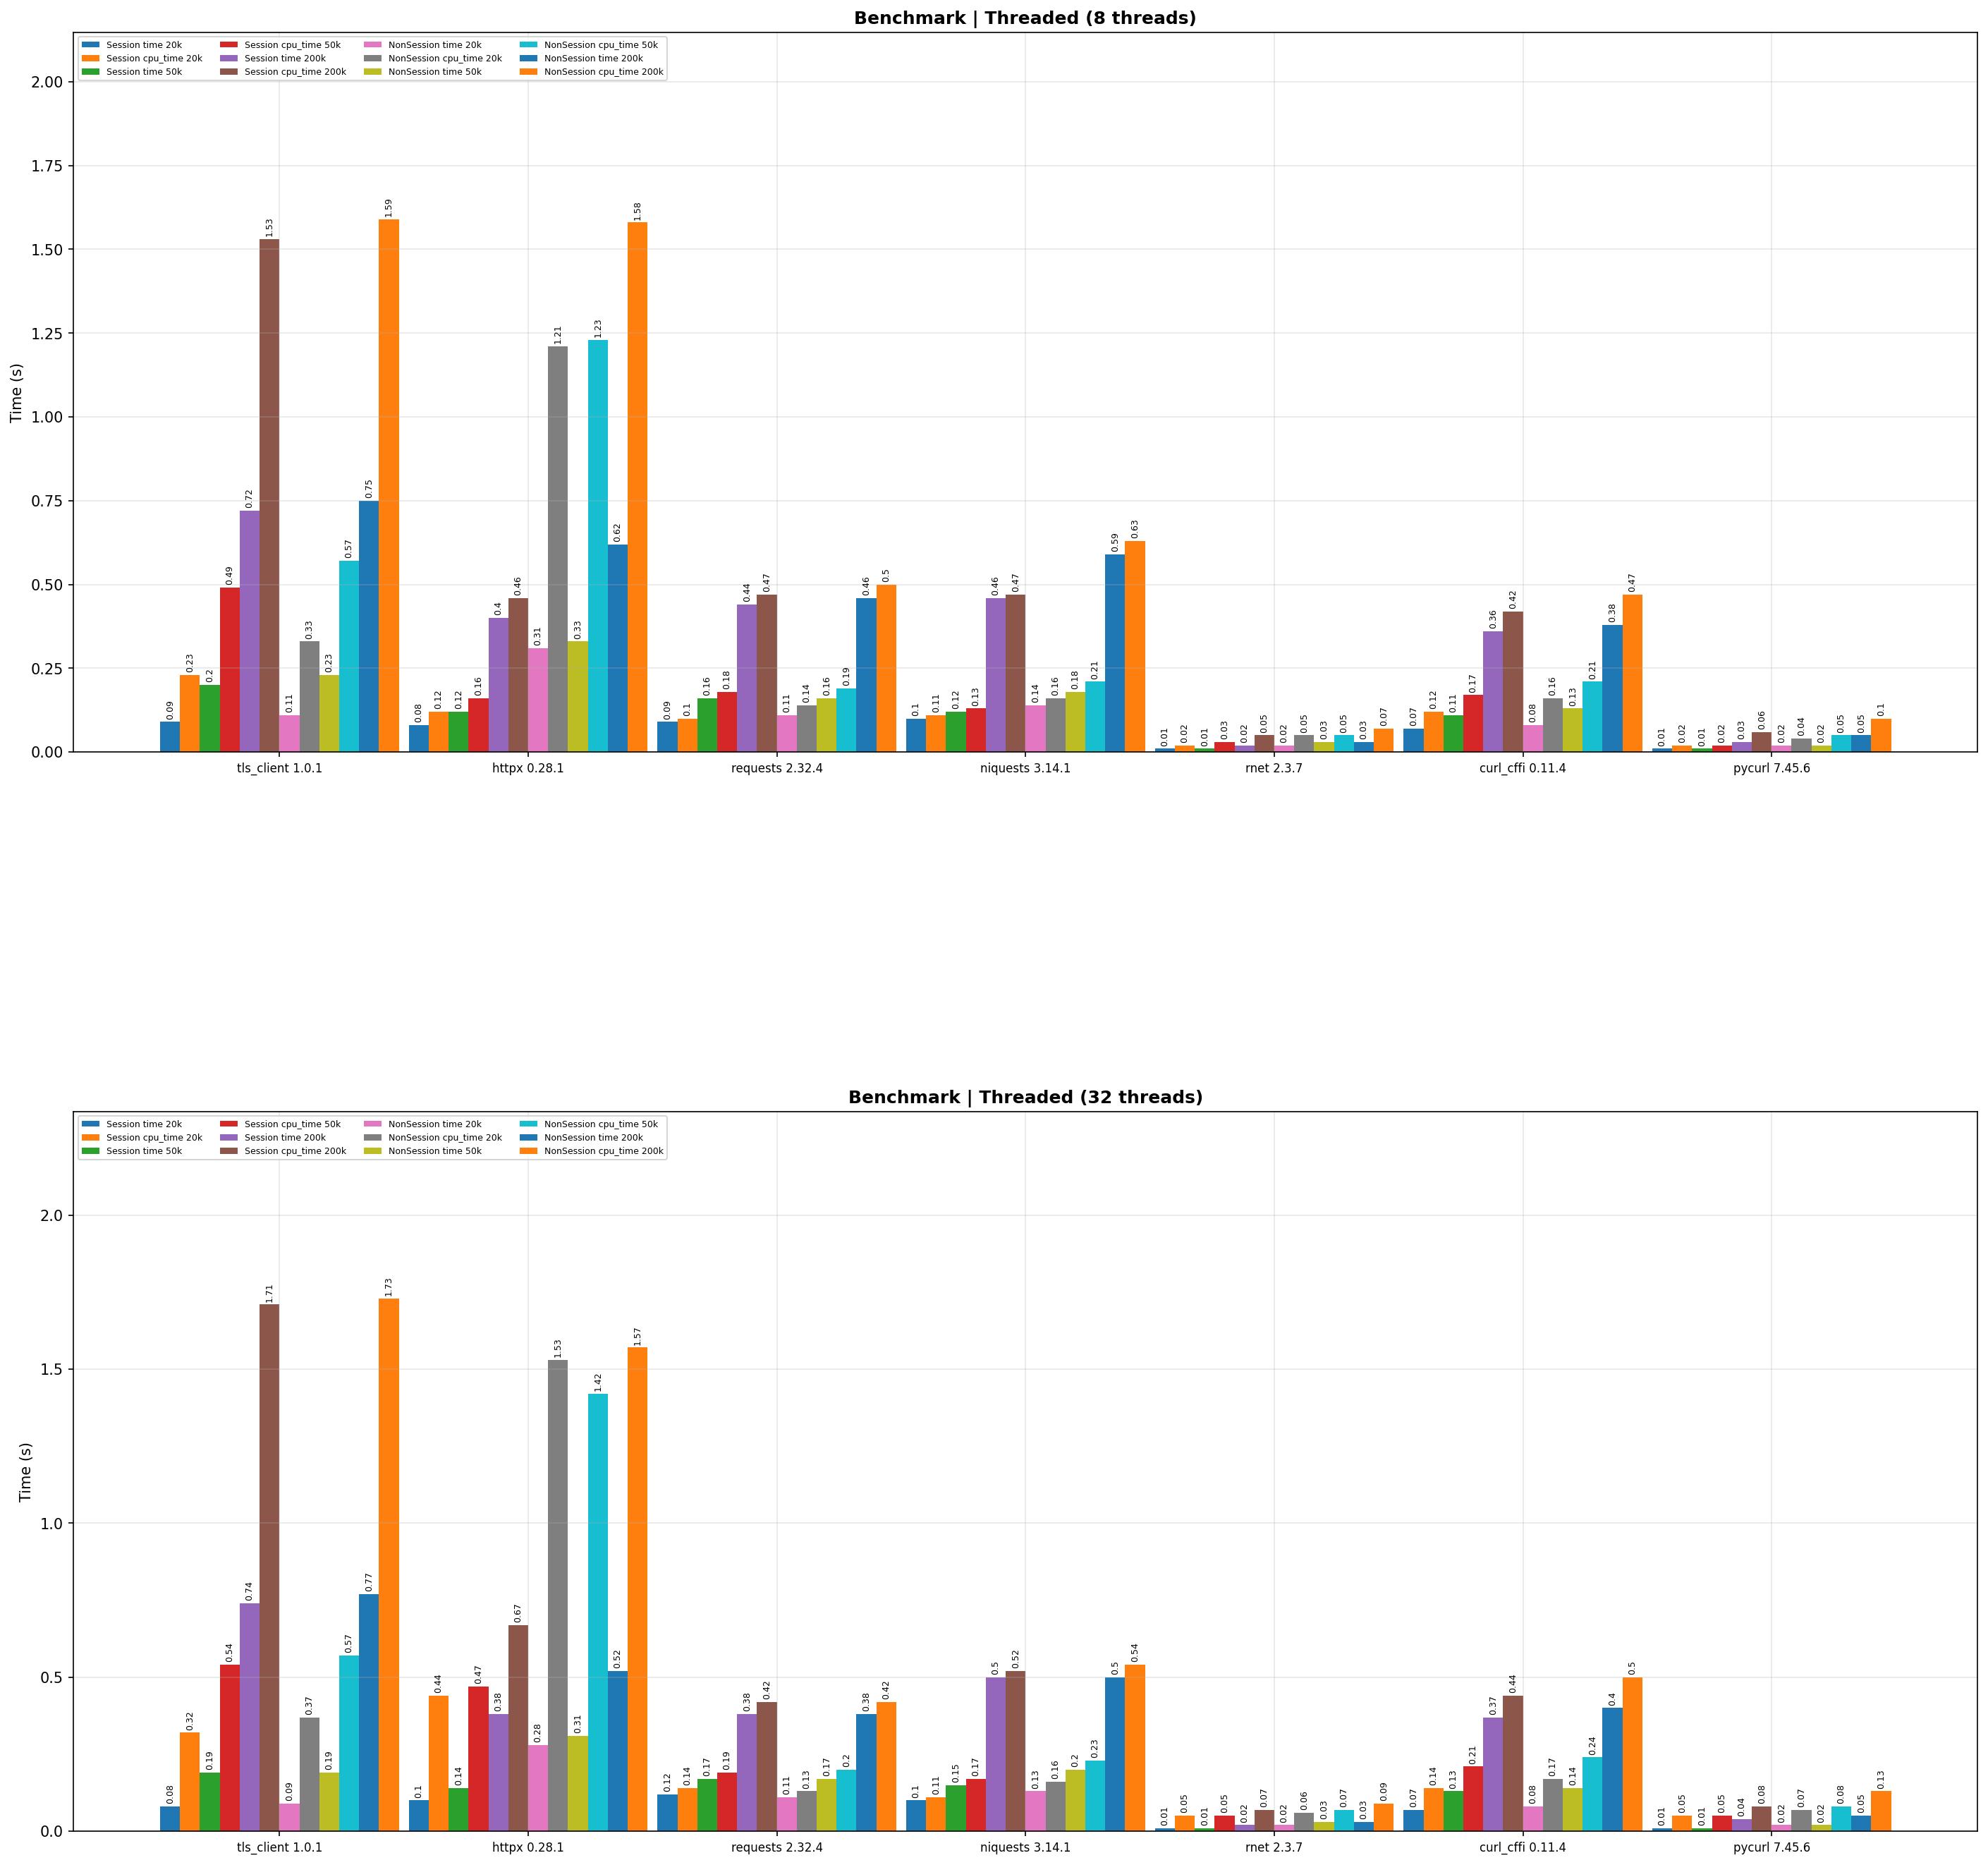 Benchmark | Threaded (8 threads)
Session time 20k Session cpu_time 50k NonSession time 20k NonSession cpu_time 50k
Session cpu_time 20k Session time 200k NonSession cpu_time 20k NonSession time 200k
Session time 50k Session cpu_time 200k NonSession time 50k NonSession cpu_time 200k
Time (s)
2.00
1.75
1.50
1.25
1.00
0.75
0.50
0.25
0.00
0.09 0.23 0.2 0.49 0.72 1.53 0.11 0.33 0.23 0.57 0.75 1.59
0.08 0.12 0.12 0.16 0.4 0.46 0.31 1.21 0.33 1.23 0.62 1.58
0.09 0.1 0.16 0.18 0.44 0.47 0.11 0.14 0.16 0.19 0.46 0.5
0.1 0.11 0.12 0.13 0.46 0.47 0.14 0.16 0.18 0.21 0.59 0.63
0.01 0.02 0.01 0.03 0.02 0.05 0.02 0.05 0.03 0.05 0.03 0.07
0.07 0.12 0.11 0.17 0.36 0.42 0.08 0.16 0.13 0.21 0.38 0.47
0.01 0.02 0.01 0.02 0.03 0.06 0.02 0.04 0.02 0.05 0.05 0.1
tls_client 1.0.1 httpx 0.28.1 requests 2.32.4 niquests 3.14.1 rnet 2.3.7 curl_cffi 0.11.4 pycurl 7.45.6
Benchmark | Threaded (32 threads)
Session time 20k Session cpu_time 50k NonSession time 20k NonSession cpu_time 50k
Session cpu_time 20k Session time 200k NonSession cpu_time 20k NonSession time 200k
Session time 50k Session cpu_time 200k NonSession time 50k NonSession cpu_time 200k
Time (s)
2.0
1.5
1.0
0.5
0.0
0.08 0.32 0.19 0.54 0.74 1.71 0.09 0.37 0.19 0.57 0.77 1.73
0.1 0.44 0.14 0.47 0.38 0.67 0.28 1.53 0.31 1.42 0.52 1.57
0.12 0.14 0.17 0.19 0.38 0.42 0.11 0.13 0.17 0.2 0.38 0.42
0.1 0.11 0.15 0.17 0.5 0.52 0.13 0.16 0.2 0.23 0.5 0.54
0.01 0.05 0.01 0.05 0.02 0.07 0.02 0.06 0.03 0.07 0.03 0.09
0.07 0.14 0.13 0.21 0.37 0.44 0.08 0.17 0.14 0.24 0.4 0.5
0.01 0.05 0.01 0.05 0.04 0.08 0.02 0.07 0.02 0.08 0.05 0.13
tls_client 1.0.1 httpx 0.28.1 requests 2.32.4 niquests 3.14.1 rnet 2.3.7 curl_cffi 0.11.4 pycurl 7.45.6